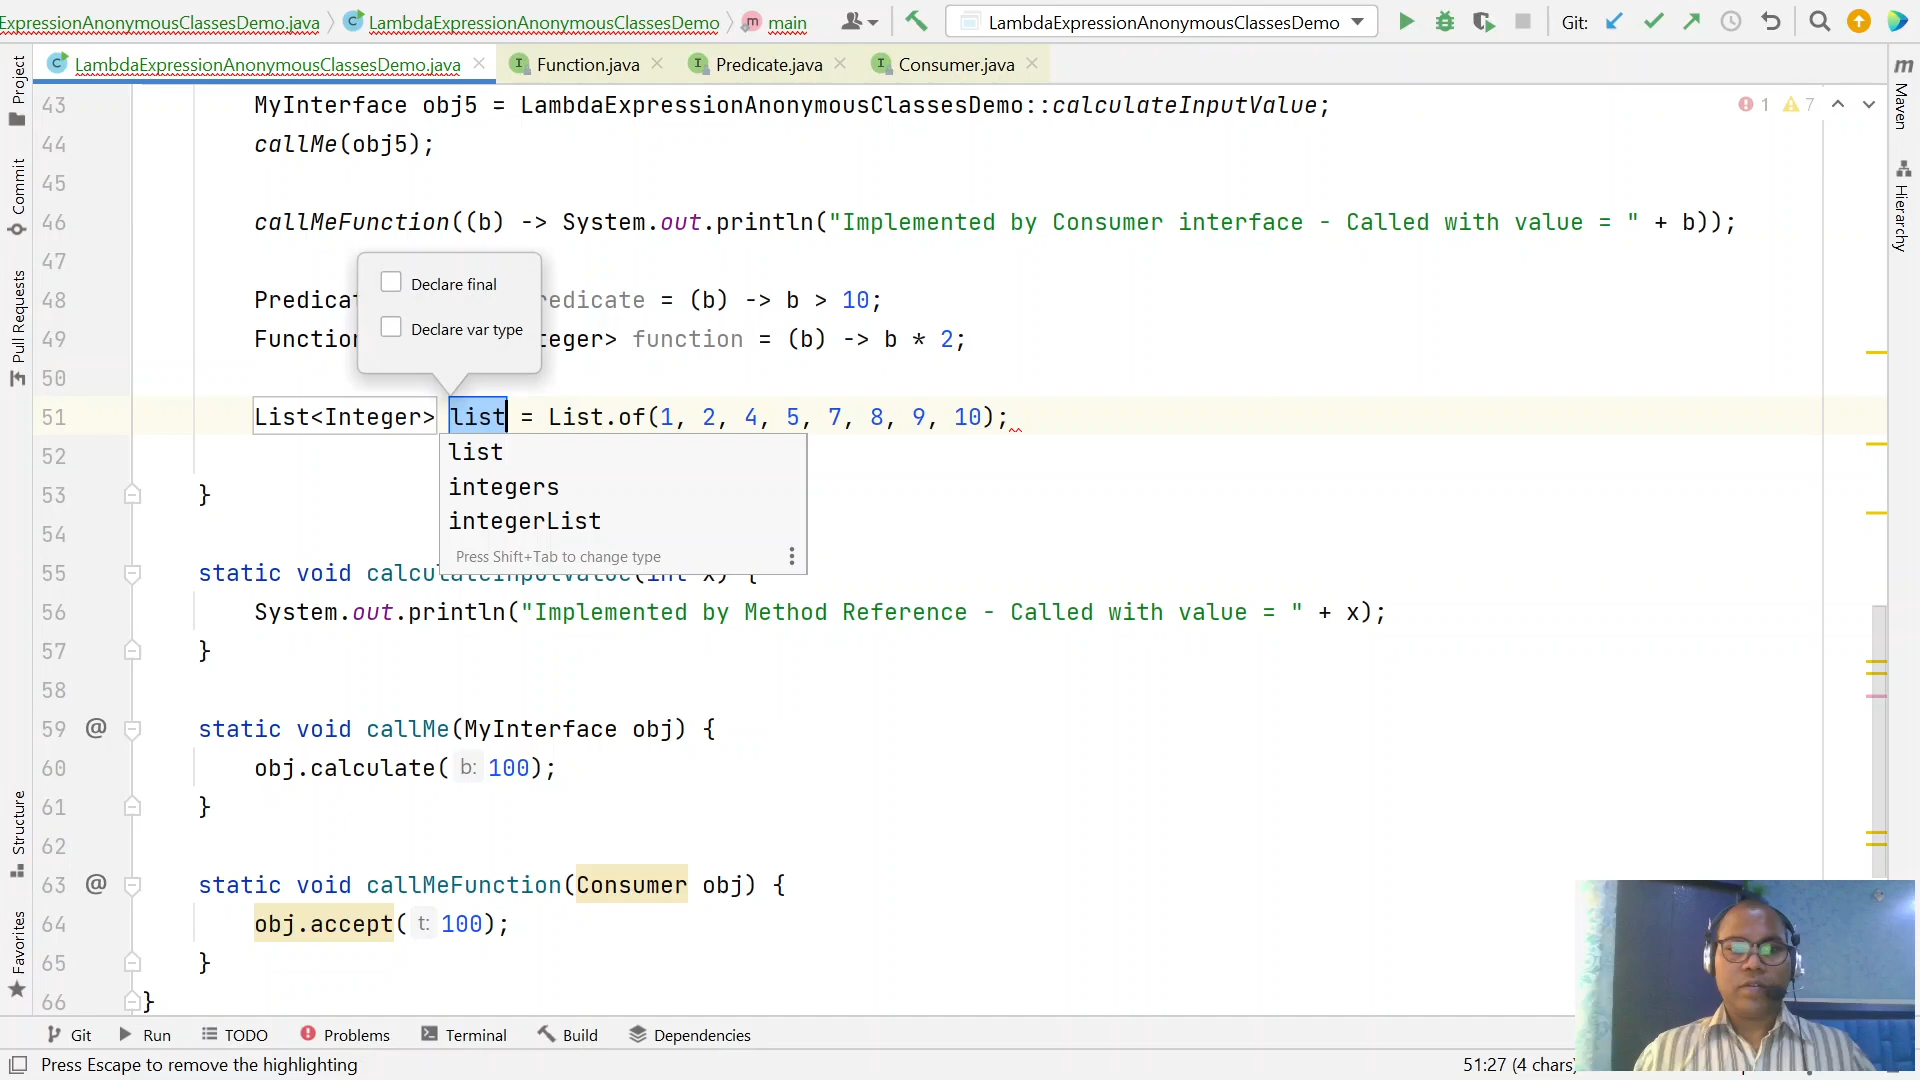 ExpressionAnonymousClassesDemo.java LambdaExpressionAnonymousClassesDemo m main LambdaExpressionAnonymousClassesDemo Git:
C LambdaExpressionAnonymousClassesDemo.java I Function.java I Predicate.java I Consumer.java
Project
Commit
Pull Requests
Structure
Favorites
m Maven
Hierarchy
1 7
43 MyInterface obj5 = LambdaExpressionAnonymousClassesDemo::calculateInputValue;
44 callMe(obj5);
45
46 callMeFunction((b) -> System.out.println("Implemented by Consumer interface - Called with value = " + b));
47
Declare final
Declare var type
48 Predicat redicate = (b) -> b > 10;
49 Function teger> function = (b) -> b * 2;
50
51 List<Integer> list = List.of(1, 2, 4, 5, 7, 8, 9, 10);
list
integers
integerList
Press Shift+Tab to change type
52
53 }
54
55 static void calculateInputValue(int x) {
56 System.out.println("Implemented by Method Reference - Called with value = " + x);
57 }
58
59 @ static void callMe(MyInterface obj) {
60 obj.calculate( b: 100);
61 }
62
63 @ static void callMeFunction(Consumer obj) {
64 obj.accept( t: 100);
65 }
66 }
Git Run TODO Problems Terminal Build Dependencies
Press Escape to remove the highlighting 51:27 (4 chars)